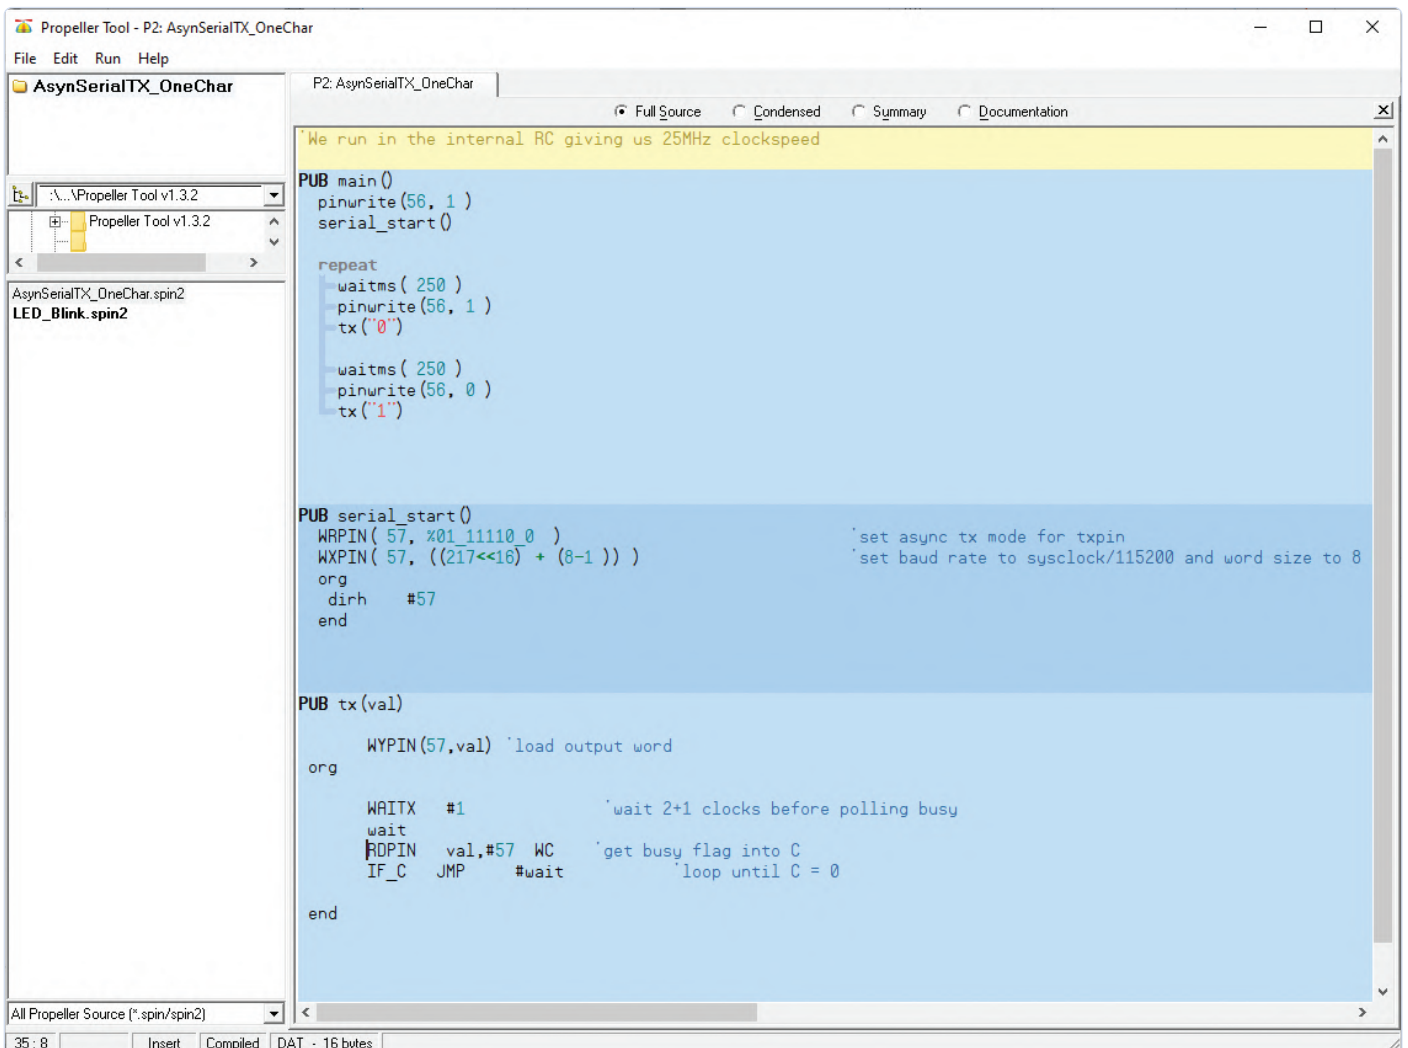 Propeller Tool - P2: AsynSerialTX_OneChar
File Edit Run Help
AsynSerialTX_OneChar
:\...\Propeller Tool v1.3.2
Propeller Tool v1.3.2
AsynSerialTX_OneChar.spin2
LED_Blink.spin2
All Propeller Source (*.spin/spin2)
P2: AsynSerialTX_OneChar
Full Source Condensed Summary Documentation
'We run in the internal RC giving us 25MHz clockspeed
PUB main()
pinwrite(56, 1 )
serial_start()
repeat
waitms( 250 )
pinwrite(56, 1 )
tx("0")
waitms( 250 )
pinwrite(56, 0 )
tx("1")
PUB serial_start()
WRPIN( 57, %01_11110_0 ) 'set async tx mode for txpin
WXPIN( 57, ((217<<16) + (8-1 )) ) 'set baud rate to sysclock/115200 and word size to 8
org
dirh #57
end
PUB tx(val)
WYPIN(57,val) 'load output word
org
WAITX #1 'wait 2+1 clocks before polling busy
wait
RDPIN val,#57 WC 'get busy flag into C
IF_C JMP #wait 'loop until C = 0
end
35 : 8 Insert Compiled DAT - 16 bytes